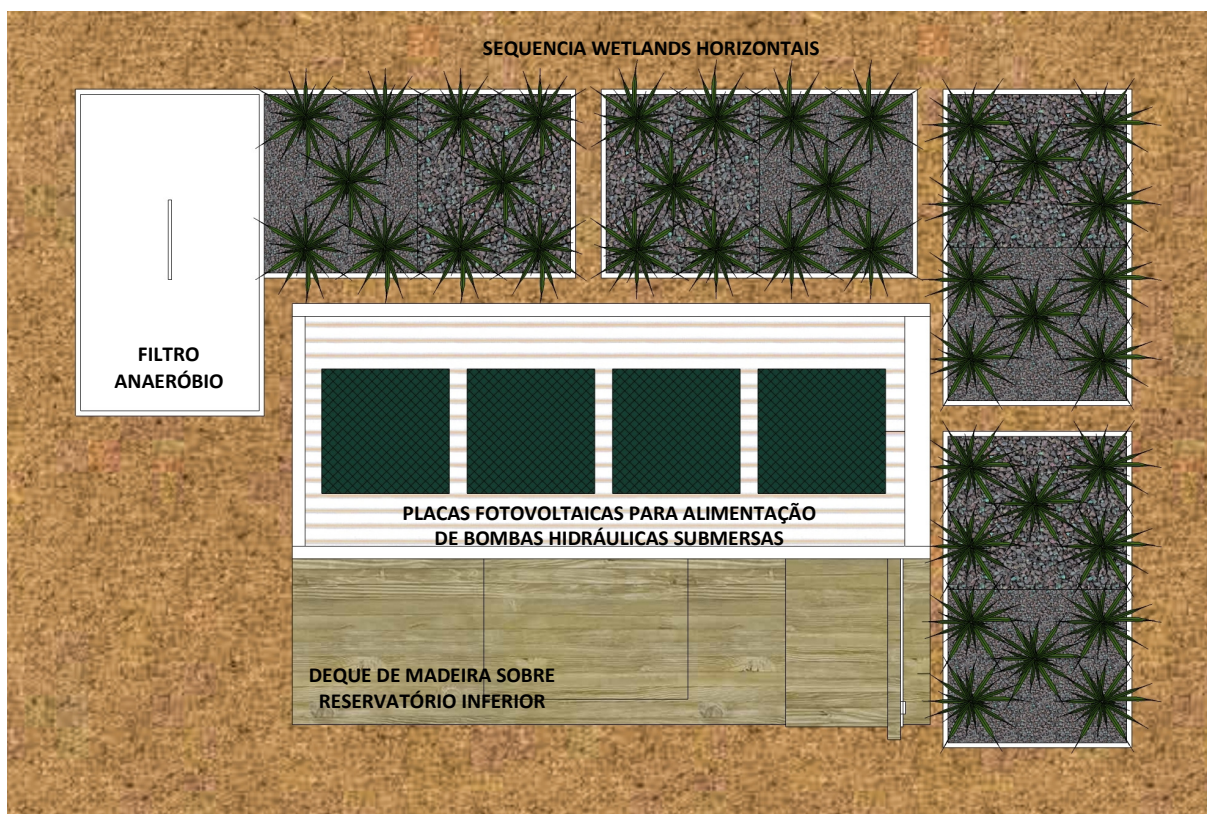 SEQUENCIA WETLANDS HORIZONTAIS
FILTRO
ANAERÓBIO
PLACAS FOTOVOLTAICAS PARA ALIMENTAÇÃO
DE BOMBAS HIDRÁULICAS SUBMERSAS
DEQUE DE MADEIRA SOBRE
RESERVATÓRIO INFERIOR